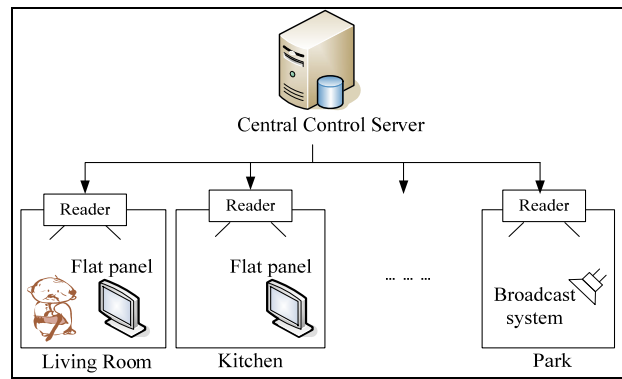 Central Control Server
Reader
Reader
Reader
Flat panel
Flat panel
... ... ...
Broadcast
system
Living Room
Kitchen
Park